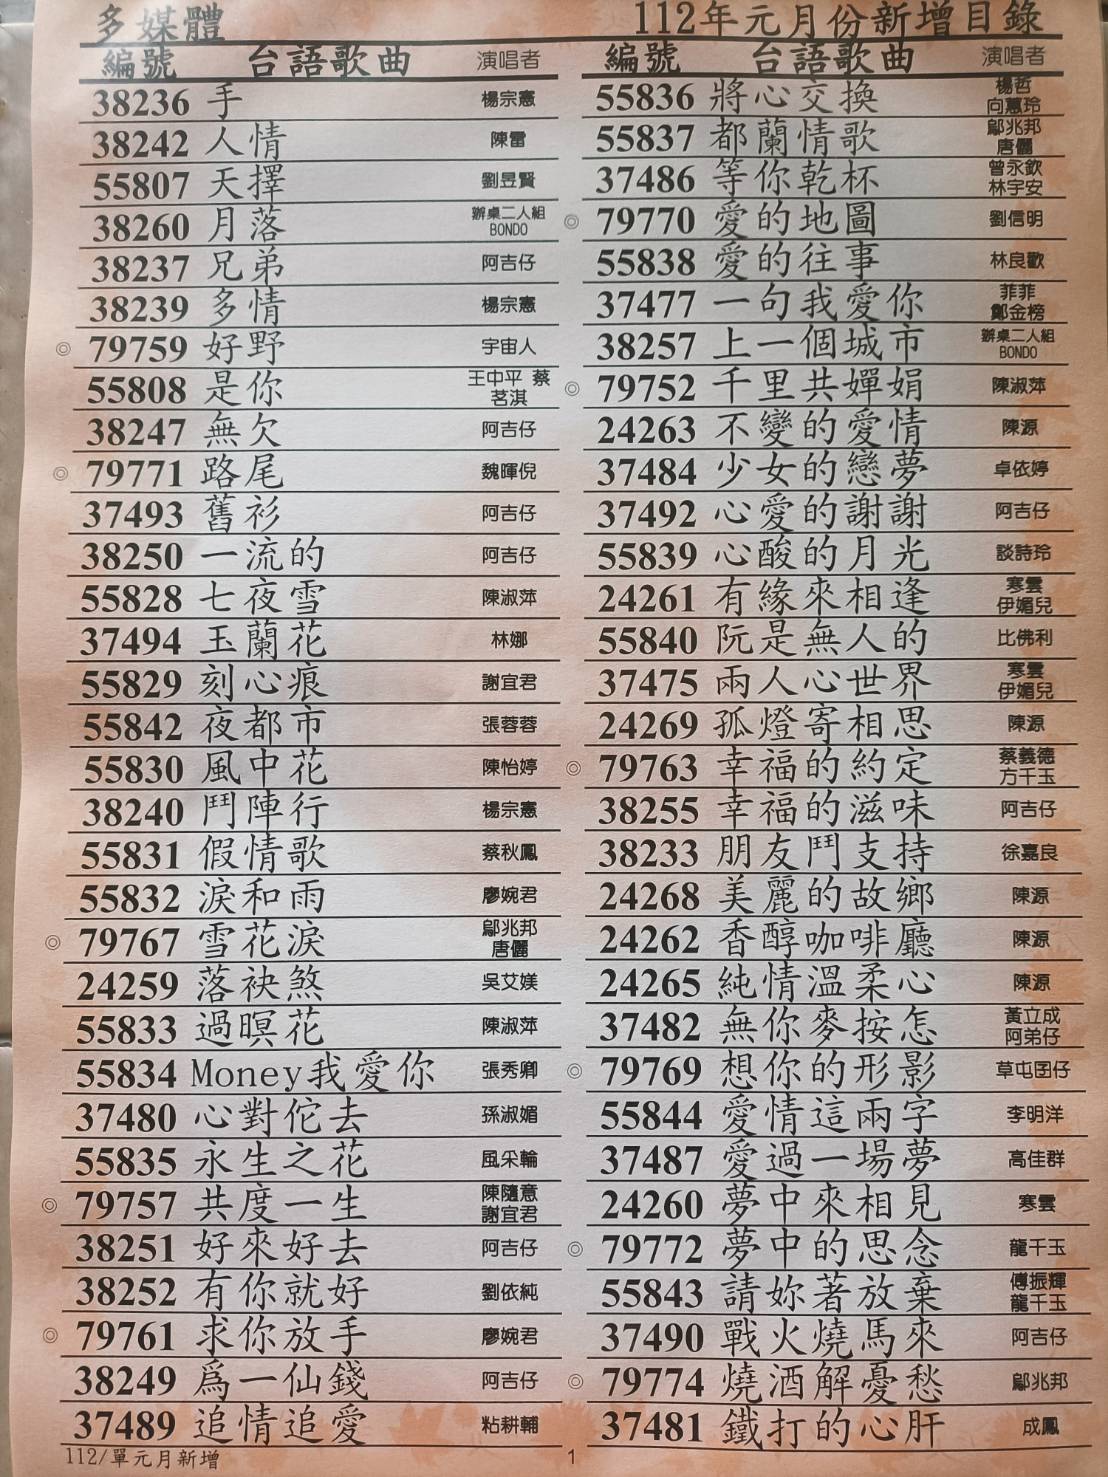 多媒體 112年元月份新增目錄
編號 台語歌曲 演唱者
38236 手 楊宗憲
38242 人情 陳雷
55807 天擇 劉昱賢
38260 月落 辦桌二人組 BONDO
38237 兄弟 阿吉仔
38239 多情 楊宗憲
◎ 79759 好野 宇宙人
55808 是你 王中平 蔡茗淇
38247 無欠 阿吉仔
◎ 79771 路尾 魏暉倪
37493 舊衫 阿吉仔
38250 一流的 阿吉仔
55828 七夜雪 陳淑萍
37494 玉蘭花 林娜
55829 刻心痕 謝宜君
55842 夜都市 張蓉蓉
55830 風中花 陳怡婷
38240 鬥陣行 楊宗憲
55831 假情歌 蔡秋鳳
55832 淚和雨 廖婉君
◎ 79767 雪花淚 鄔兆邦 唐儷
24259 落袂煞 吳艾媄
55833 過暝花 陳淑萍
55834 Money我愛你 張秀卿
37480 心對佗去 孫淑媚
55835 永生之花 風采輪
◎ 79757 共度一生 陳隨意 謝宜君
38251 好來好去 阿吉仔
38252 有你就好 劉依純
◎ 79761 求你放手 廖婉君
38249 為一仙錢 阿吉仔
37489 追情追愛 粘耕輔
編號 台語歌曲 演唱者
55836 將心交換 楊哲 向蕙玲
55837 都蘭情歌 鄔兆邦 唐儷
37486 等你乾杯 曾永欽 林宇安
◎ 79770 愛的地圖 劉信明
55838 愛的往事 林良歡
37477 一句我愛你 菲菲 鄭金榜
38257 上一個城市 辦桌二人組 BONDO
◎ 79752 千里共嬋娟 陳淑萍
24263 不變的愛情 陳源
37484 少女的戀夢 卓依婷
37492 心愛的謝謝 阿吉仔
55839 心酸的月光 談詩玲
24261 有緣來相逢 寒雲 伊媚兒
55840 阮是無人的 比佛利
37475 兩人心世界 寒雲 伊媚兒
24269 孤燈寄相思 陳源
◎ 79763 幸福的約定 蔡義德 方千玉
38255 幸福的滋味 阿吉仔
38233 朋友鬥支持 徐嘉良
24268 美麗的故鄉 陳源
24262 香醇咖啡廳 陳源
24265 純情溫柔心 陳源
37482 無你麥按怎 黃立成 阿弟仔
◎ 79769 想你的形影 草屯囝仔
55844 愛情這兩字 李明洋
37487 愛過一場夢 高佳群
24260 夢中來相見 寒雲
◎ 79772 夢中的思念 龍千玉
55843 請妳著放棄 傅振輝 龍千玉
37490 戰火燒馬來 阿吉仔
◎ 79774 燒酒解憂愁 鄔兆邦
37481 鐵打的心肝 成鳳
112/單元月新增 1